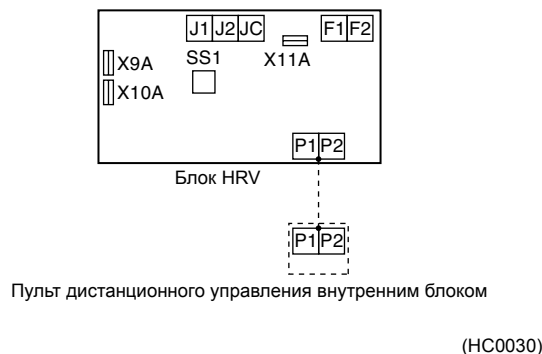 J1 J2 JC F1 F2
X9A SS1 X11A
X10A
P1 P2
Блок HRV
P1 P2
Пульт дистанционного управления внутренним блоком
(HC0030)